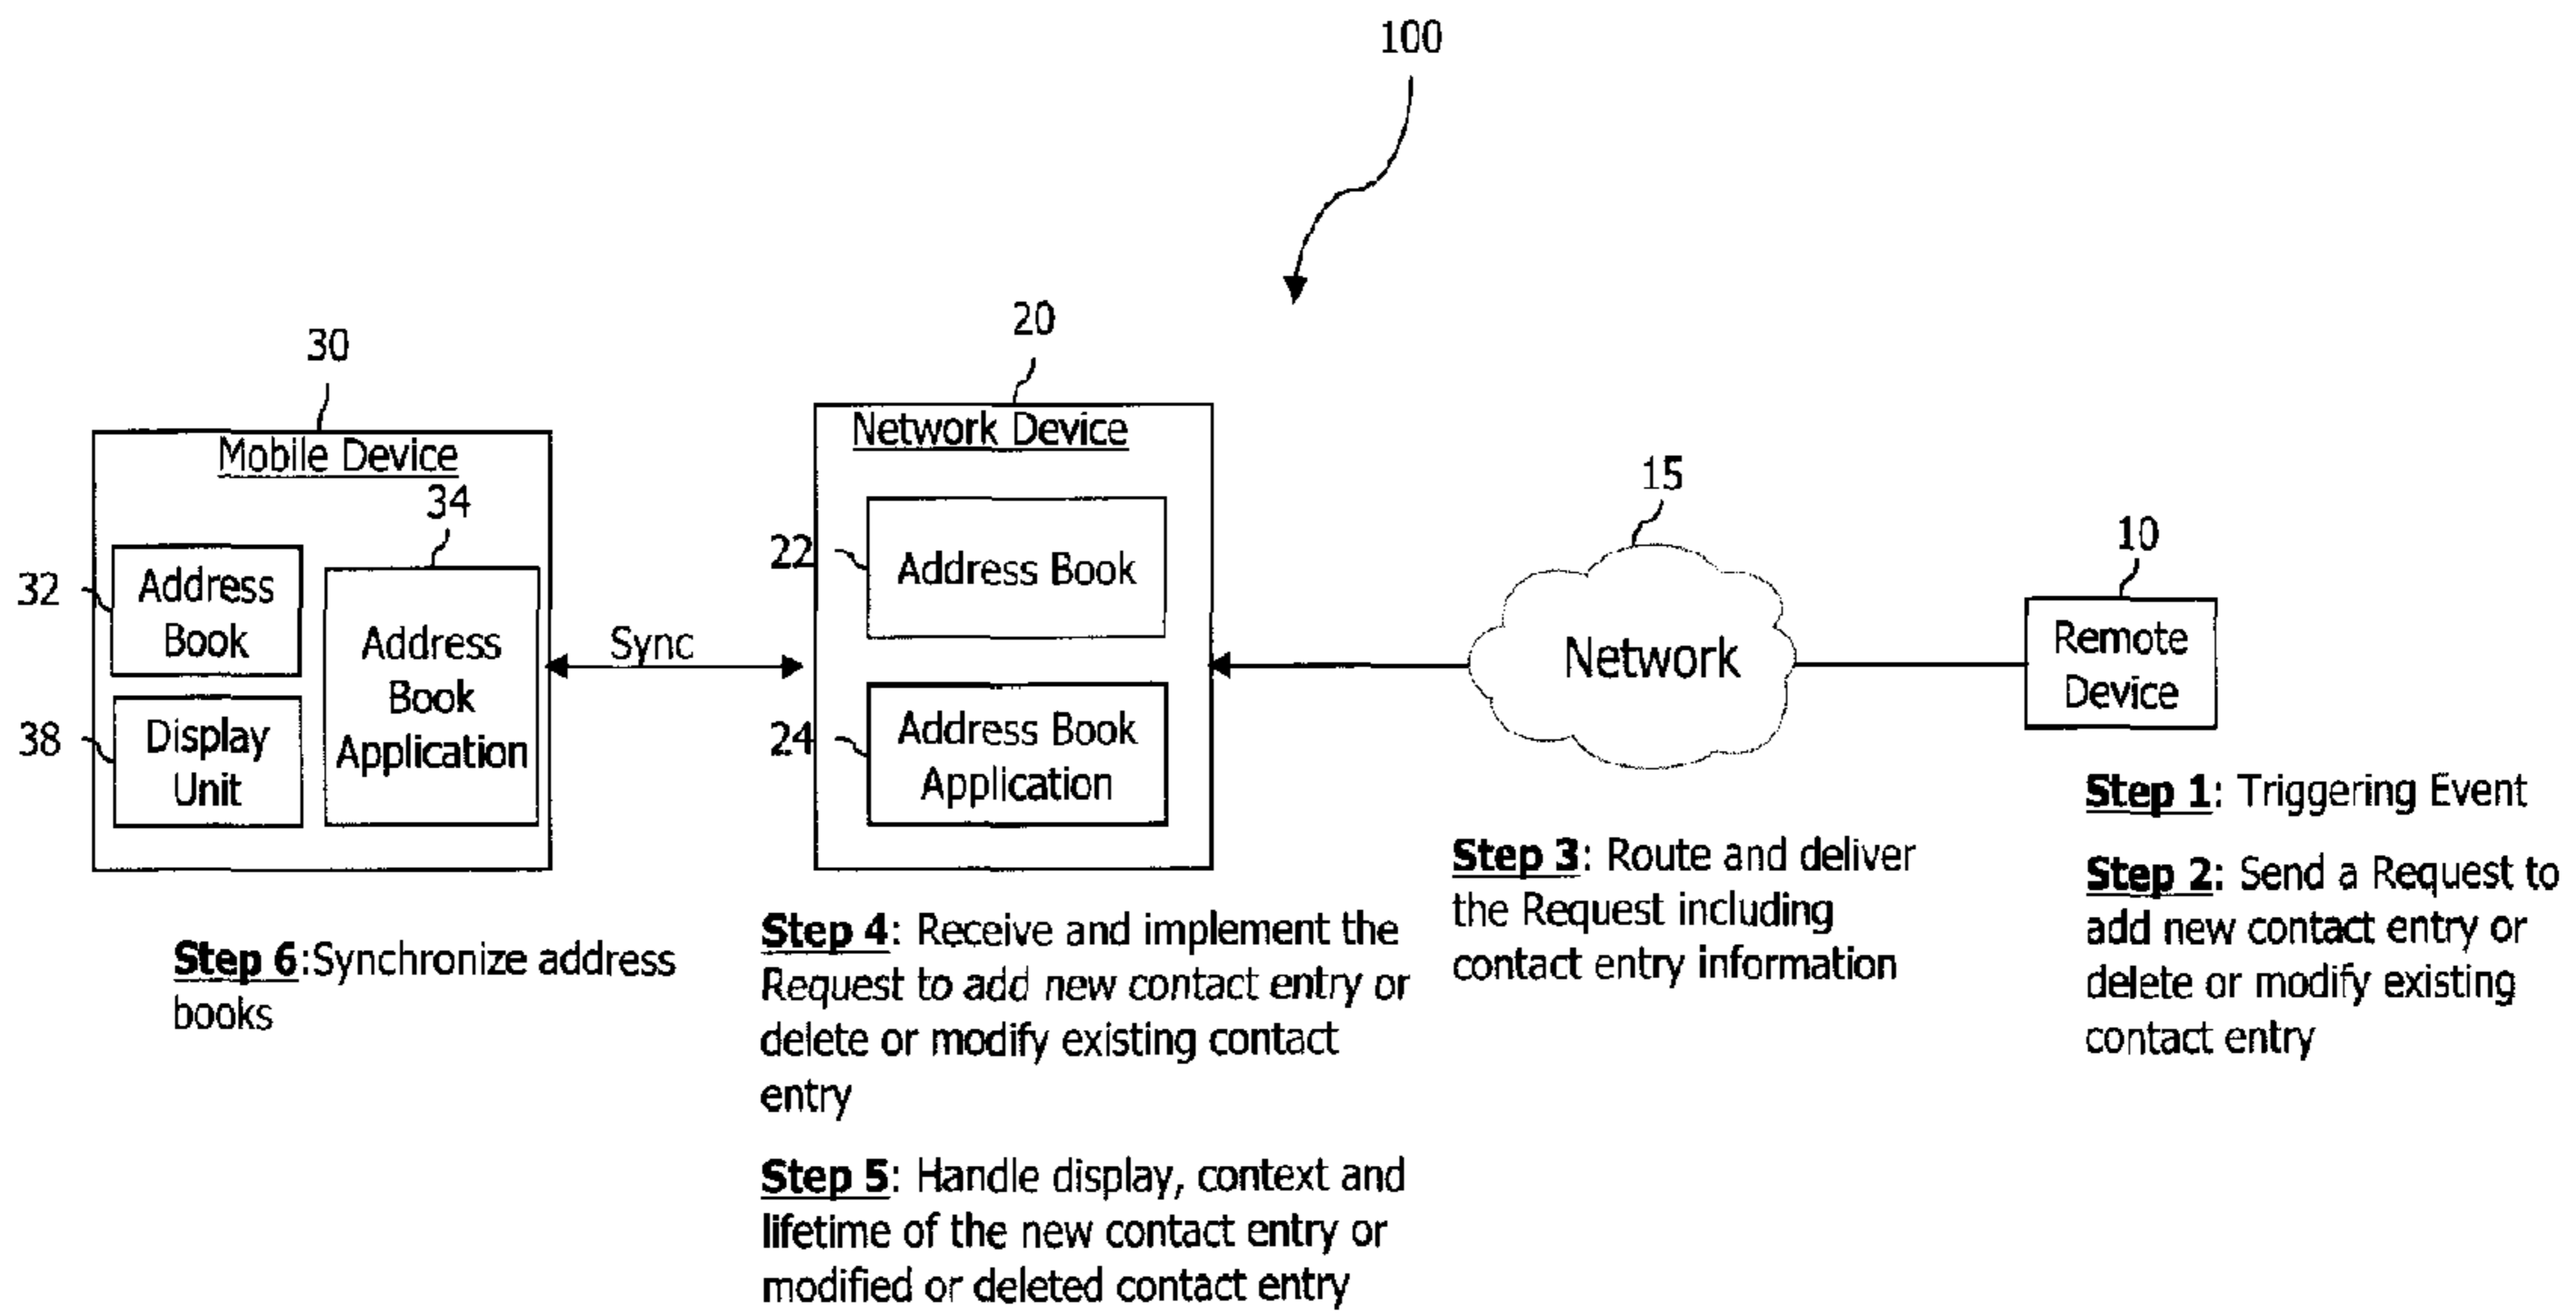 100
20
30
Network Device
Mobile Device
15
34
10
22
Address Book
32
Address
Book
Address
Book
Application
Sync
Network
Remote
Device
38
Display
Unit
24
Address Book
Application
Step 1: Triggering Event
Step 2: Send a Request to
add new contact entry or
delete or modify existing
contact entry
Step 3: Route and deliver
the Request including
contact entry information
Step 4: Receive and implement the
Request to add new contact entry or
delete or modify existing contact
entry
Step 5: Handle display, context and
lifetime of the new contact entry or
modified or deleted contact entry
Step 6:Synchronize address
books